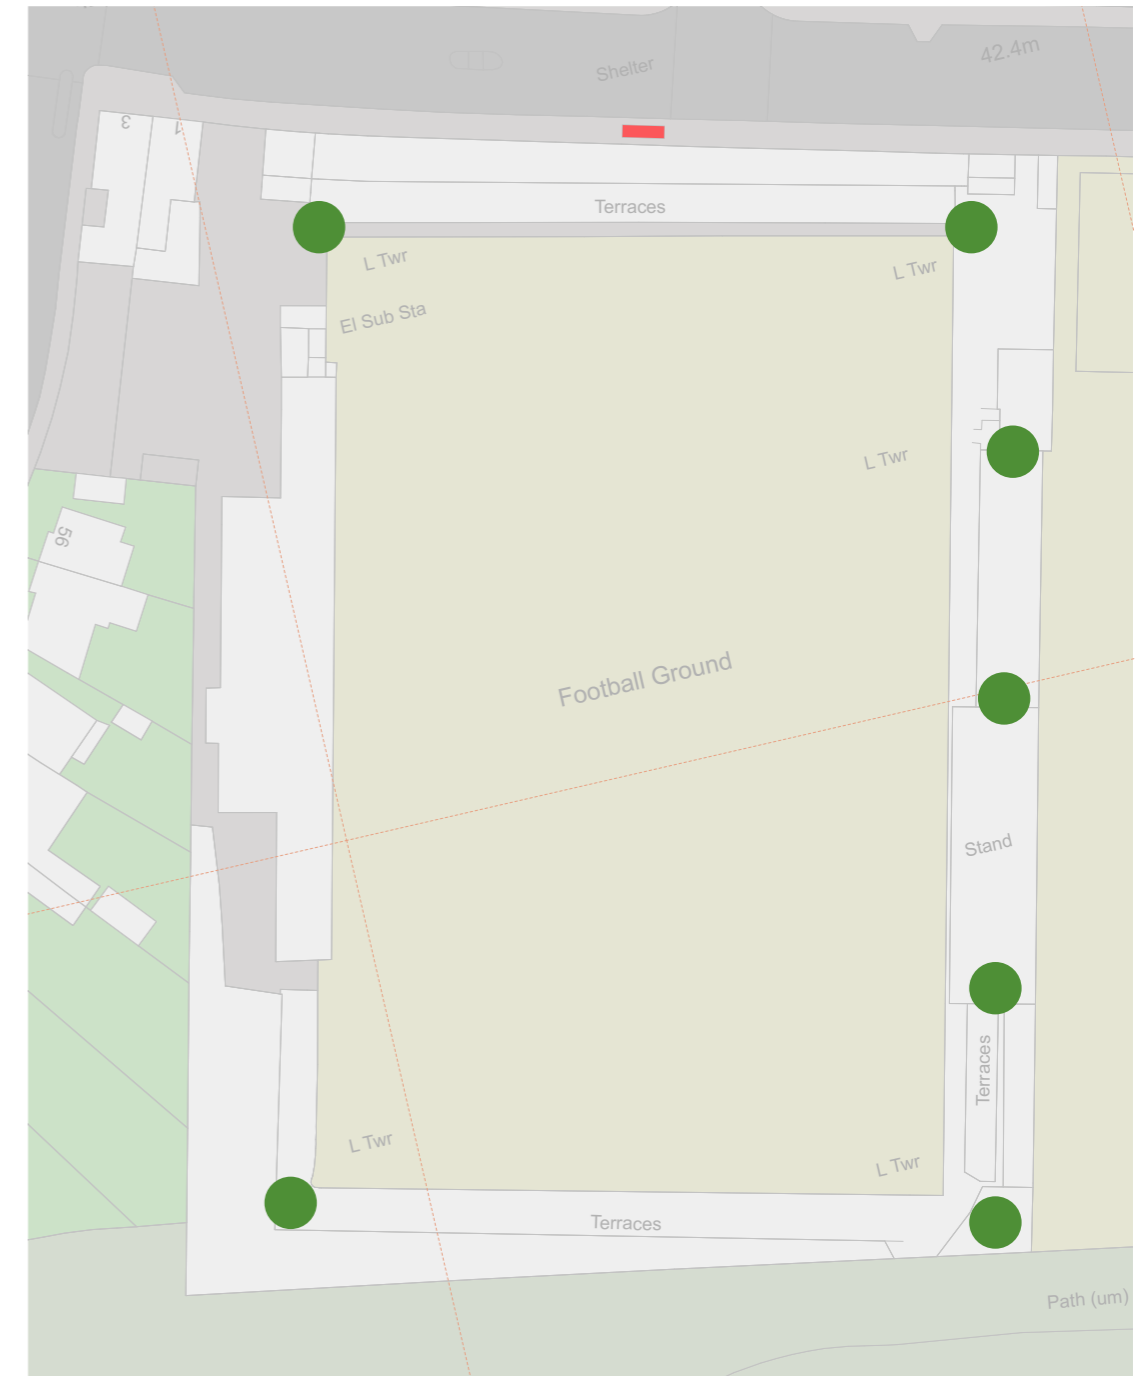 42.4m
Shelter
3
1
Terraces
L Twr
L Twr
El Sub Sta
L Twr
56
Football Ground
Stand
Terraces
L Twr
L Twr
Terraces
Path (um)